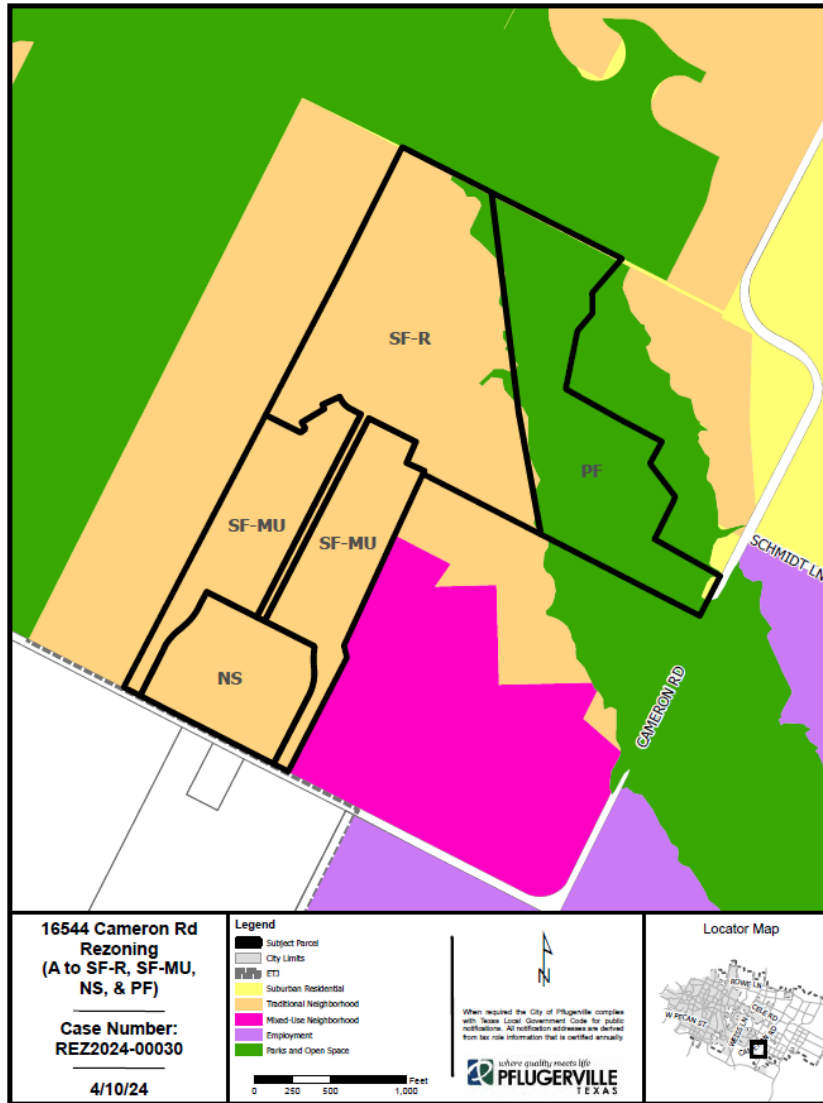 SF-R
PF
SF-MU
SF-MU
NS
SCHMIDT LN
CAMERON RD
16544 Cameron Rd
Rezoning
(A to SF-R, SF-MU,
NS, & PF)
Case Number:
REZ2024-00030
4/10/24
Legend
Subject Parcel
City Limits
ETJ
Suburban Residential
Traditional Neighborhood
Mixed-Use Neighborhood
Employment
Parks and Open Space
Feet
0 250 500 1,000
N
When required the City of Pflugerville complies
with Texas Local Government Code for public
notifications. All notification addresses are derived
from tax role information that is certified annually.
where quality meets life
PFLUGERVILLE
TEXAS
Locator Map
ROWE LN
W PECAN ST
WEISS LN
CELE RD